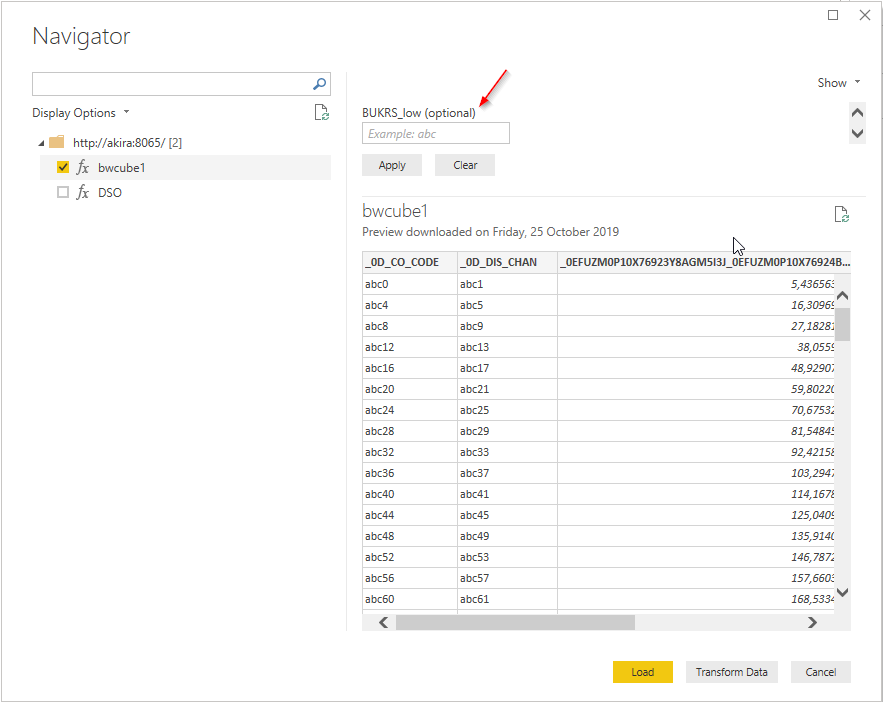 Navigator
Show
Display Options
BUKRS_low (optional)
Example: abc
http://akira:8065/ [2]
Apply Clear
fx bwcube1
fx DSO
bwcube1
Preview downloaded on Friday, 25 October 2019
_0D_CO_CODE _0D_DIS_CHAN _0EFUZM0P10X76923Y8AGM5I3J_0EFUZM0P10X76924B...
abc0 abc1 5,436563
abc4 abc5 16,30969
abc8 abc9 27,18281
abc12 abc13 38,0559
abc16 abc17 48,92907
abc20 abc21 59,80220
abc24 abc25 70,67532
abc28 abc29 81,54845
abc32 abc33 92,42158
abc36 abc37 103,2947
abc40 abc41 114,1678
abc44 abc45 125,0409
abc48 abc49 135,9140
abc52 abc53 146,7872
abc56 abc57 157,6603
abc60 abc61 168,5334
Load Transform Data Cancel